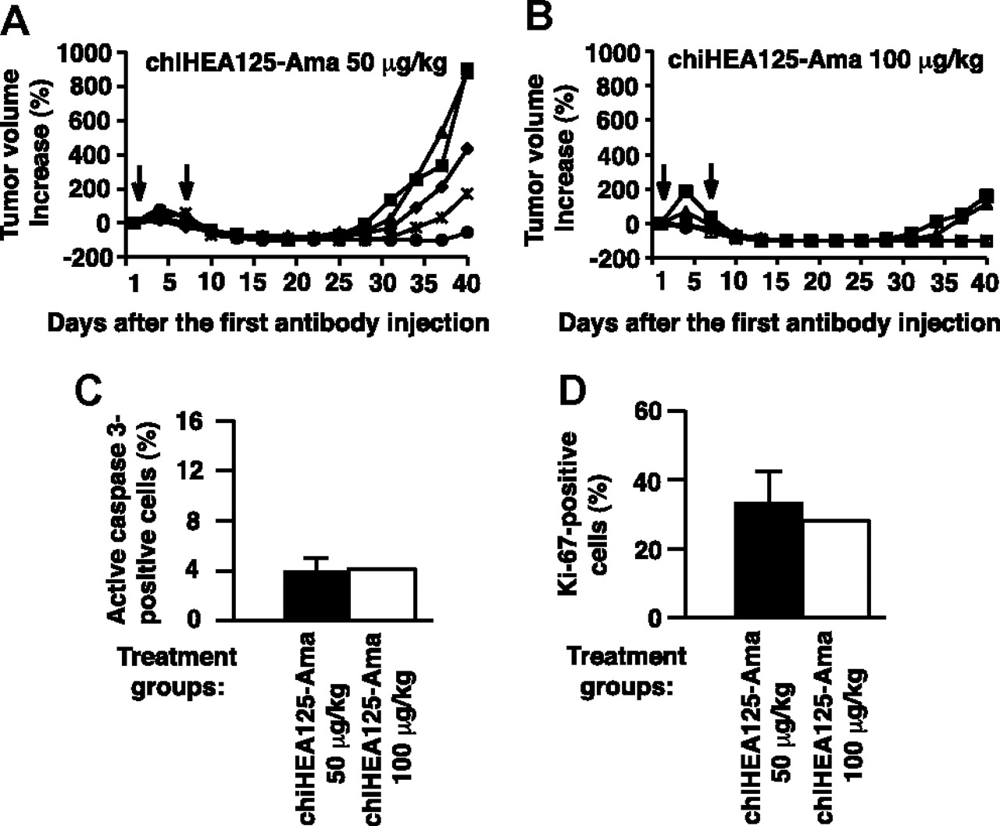 A
chiHEA125-Ama 50 μg/kg
Tumor volume
Increase (%)
1000
800
600
400
200
0
-200
1 5 10 15 20 25 30 35 40
Days after the first antibody injection
B
chiHEA125-Ama 100 μg/kg
Tumor volume
Increase (%)
1000
800
600
400
200
0
-200
1 5 10 15 20 25 30 35 40
Days after the first antibody injection
C
Active caspase 3-
positive cells (%)
16
12
8
4
0
Treatment
groups:
chiHEA125-Ama
50 μg/kg
chiHEA125-Ama
100 μg/kg
D
Ki-67-positive
cells (%)
60
40
20
0
Treatment
groups:
chiHEA125-Ama
50 μg/kg
chiHEA125-Ama
100 μg/kg